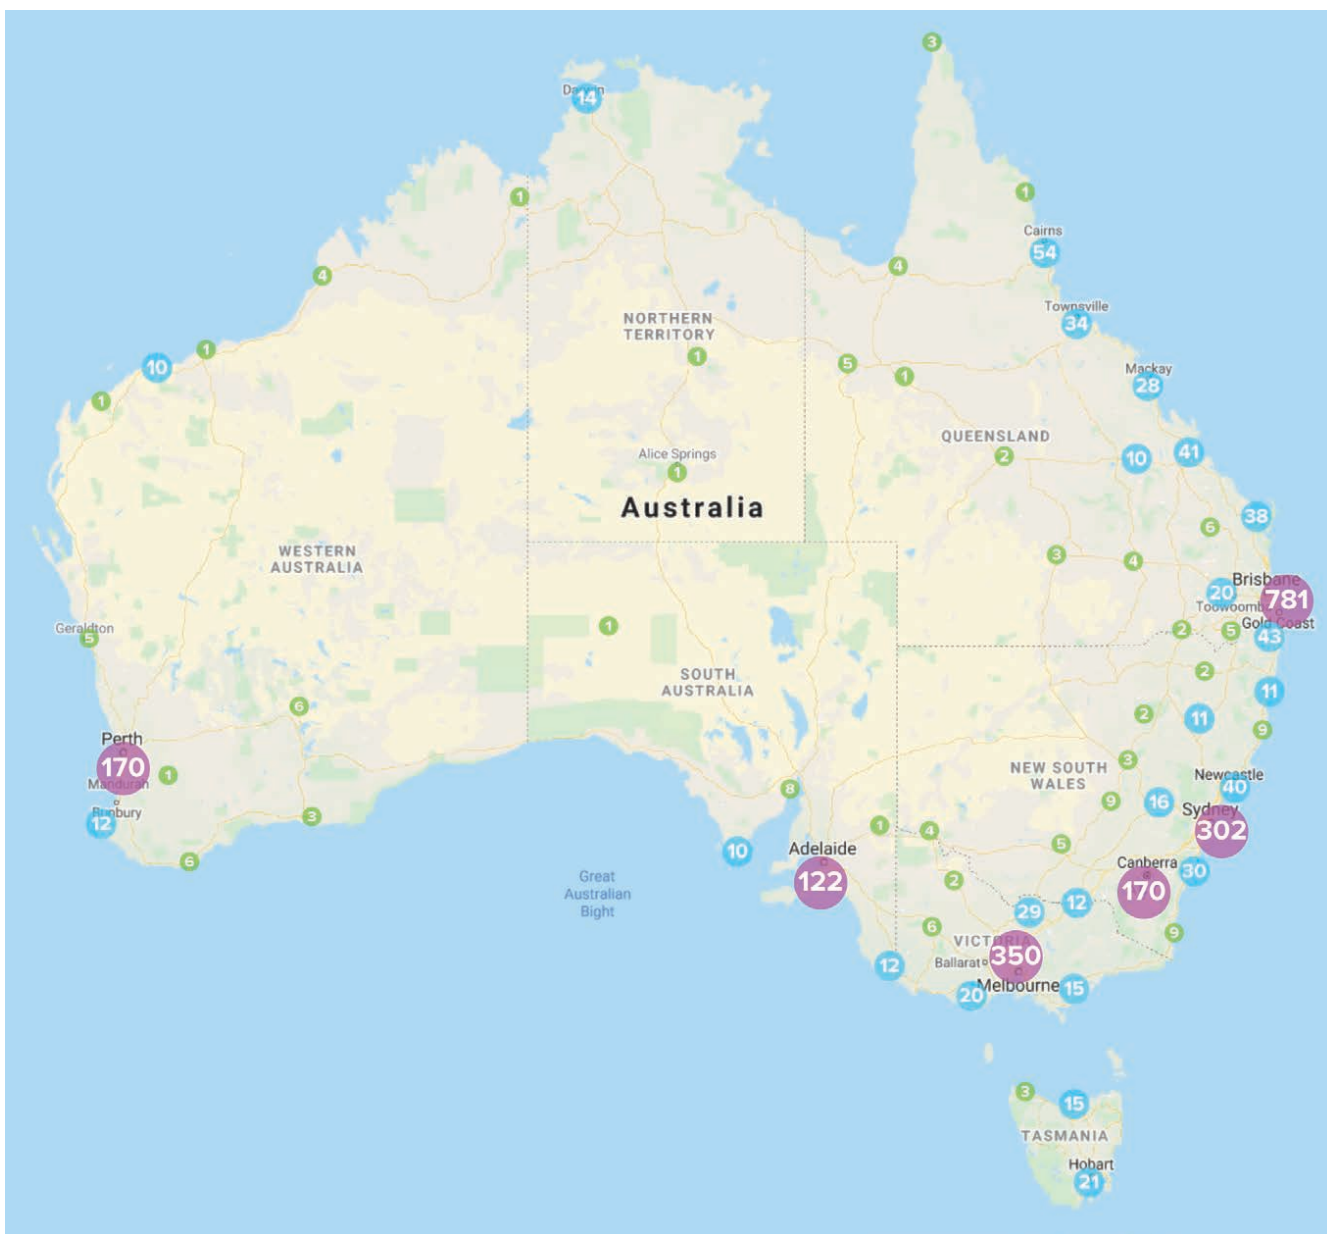 3
Darwin
14
1
1
Cairns
54
4
4
NORTHERN
TERRITORY
Townsville
34
1
10
1
5
1
Mackay
28
1
QUEENSLAND
Alice Springs
1
2
10
41
Australia
38
6
WESTERN
AUSTRALIA
3
4
Brisbane
20
781
Toowoomba
Gold Coast
Geraldton
5
1
2
5
43
SOUTH
AUSTRALIA
2
11
6
2
11
9
Perth
170
Mandurah
1
3
NEW SOUTH
WALES
Newcastle
40
8
9
16
Sydney
302
Bunbury
12
3
1
4
5
Adelaide
10
6
Canberra
30
122
2
170
Great
Australian
Bight
29
12
6
9
VICTORIA
350
Ballarat
12
Melbourne
20
15
3
15
TASMANIA
Hobart
21